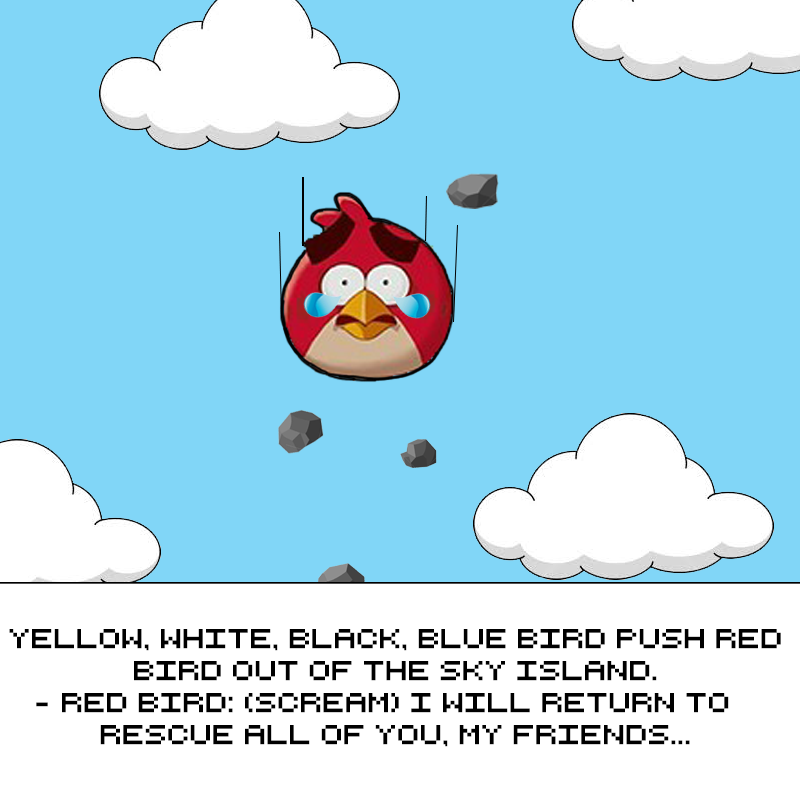 YELLOW, WHITE, BLACK, BLUE BIRD PUSH RED
BIRD OUT OF THE SKY ISLAND.
- RED BIRD: (SCREAM) I WILL RETURN TO
RESCUE ALL OF YOU, MY FRIENDS...